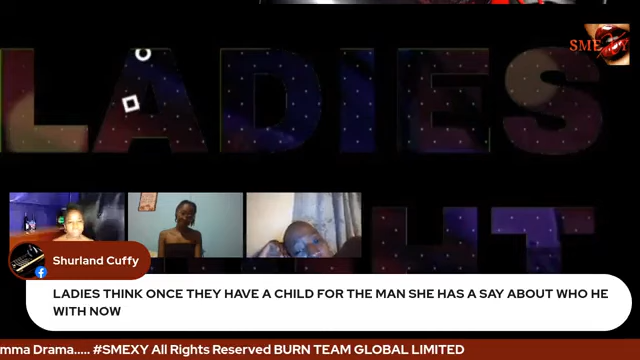 LADIES
SMEXXY
Shurland Cuffy
LADIES THINK ONCE THEY HAVE A CHILD FOR THE MAN SHE HAS A SAY ABOUT WHO HE
WITH NOW
mma Drama..... #SMEXY All Rights Reserved BURN TEAM GLOBAL LIMITED